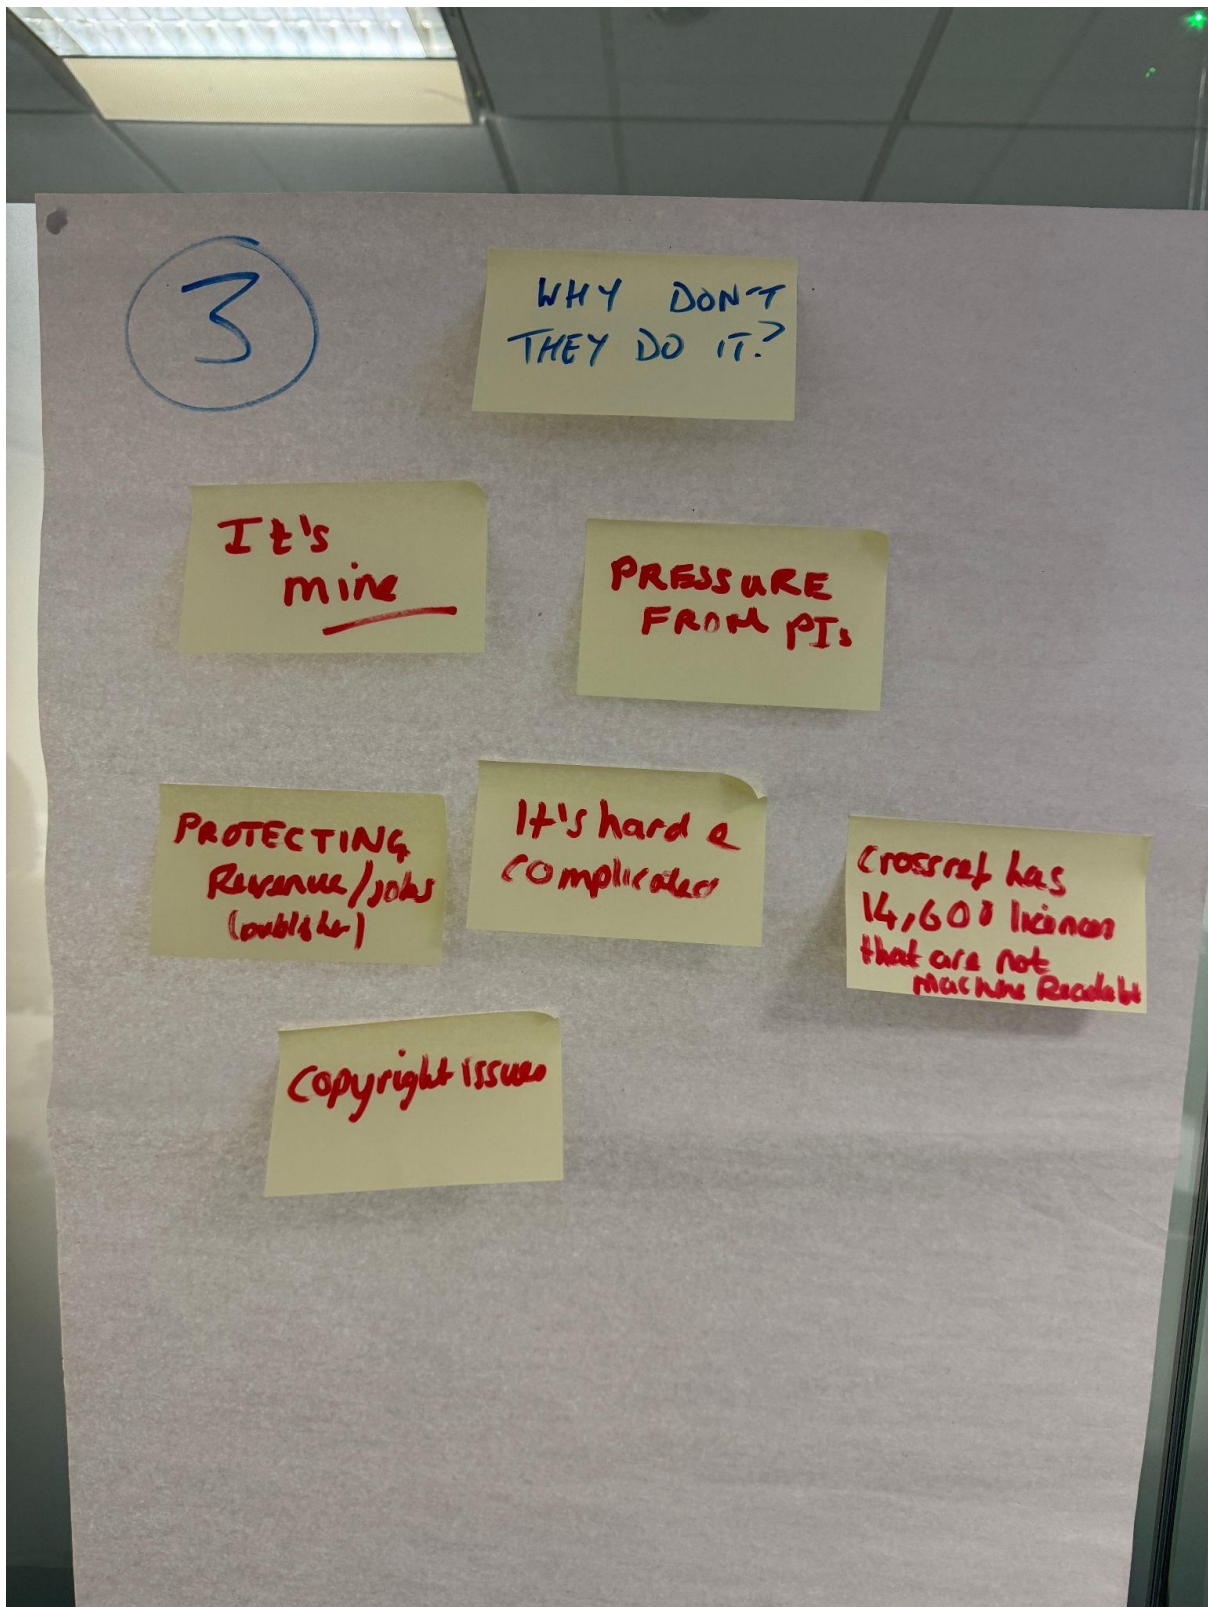 3
WHY DON'T
THEY DO IT?
It's
mine
PRESSURE
FROM PIs
PROTECTING
Revenue/jobs
(publisher)
It's hard &
complicated
Crossref has
14,600 licences
that are not
Machine Readable
Copyright issues